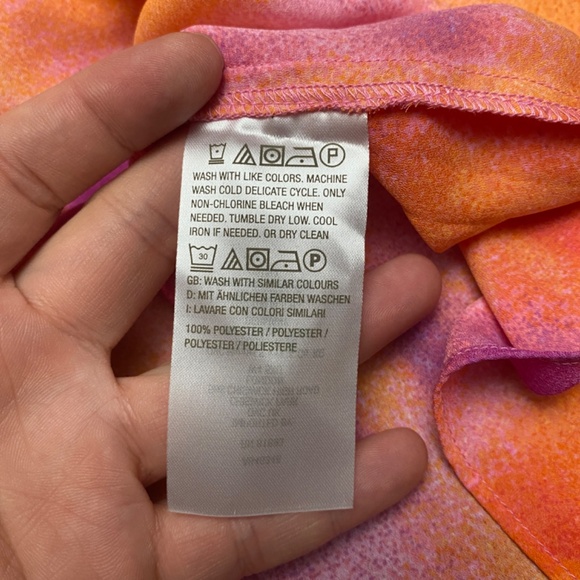 P
WASH WITH LIKE COLORS. MACHINE
WASH COLD DELICATE CYCLE. ONLY
NON-CHLORINE BLEACH WHEN
NEEDED. TUMBLE DRY LOW. COOL
IRON IF NEEDED. OR DRY CLEAN
30 P
GB: WASH WITH SIMILAR COLOURS
D: MIT ÄHNLICHEN FARBEN WASCHEN
I: LAVARE CON COLORI SIMILARI
100% POLYESTER / POLYESTER /
POLYESTER / POLIESTERE